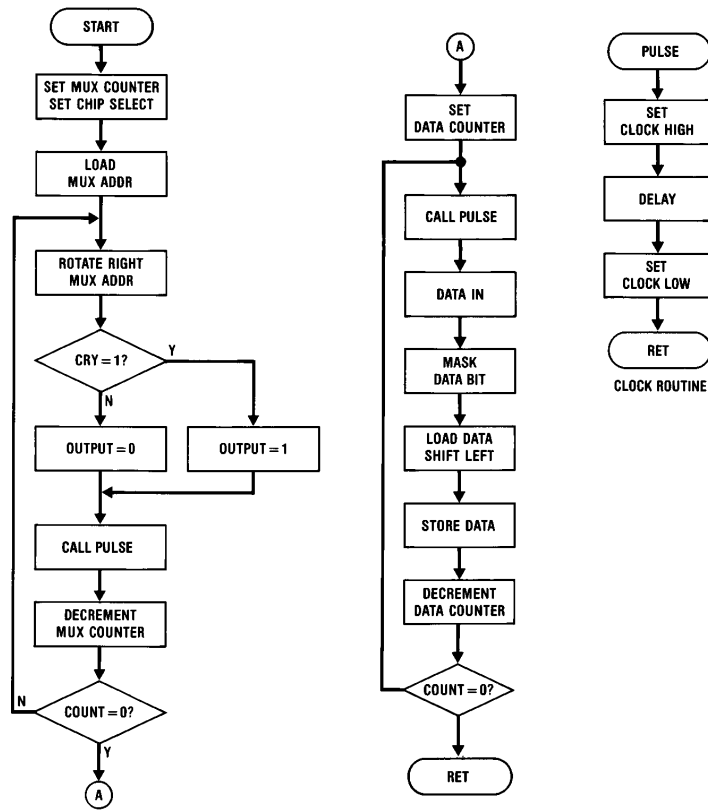 START
SET MUX COUNTER
SET CHIP SELECT
LOAD
MUX ADDR
ROTATE RIGHT
MUX ADDR
CRY = 1?
Y
N
OUTPUT = 0
OUTPUT = 1
CALL PULSE
DECREMENT
MUX COUNTER
N
COUNT = 0?
Y
A
A
SET
DATA COUNTER
CALL PULSE
DATA IN
MASK
DATA BIT
LOAD DATA
SHIFT LEFT
STORE DATA
DECREMENT
DATA COUNTER
COUNT = 0?
RET
PULSE
SET
CLOCK HIGH
DELAY
SET
CLOCK LOW
RET
CLOCK ROUTINE